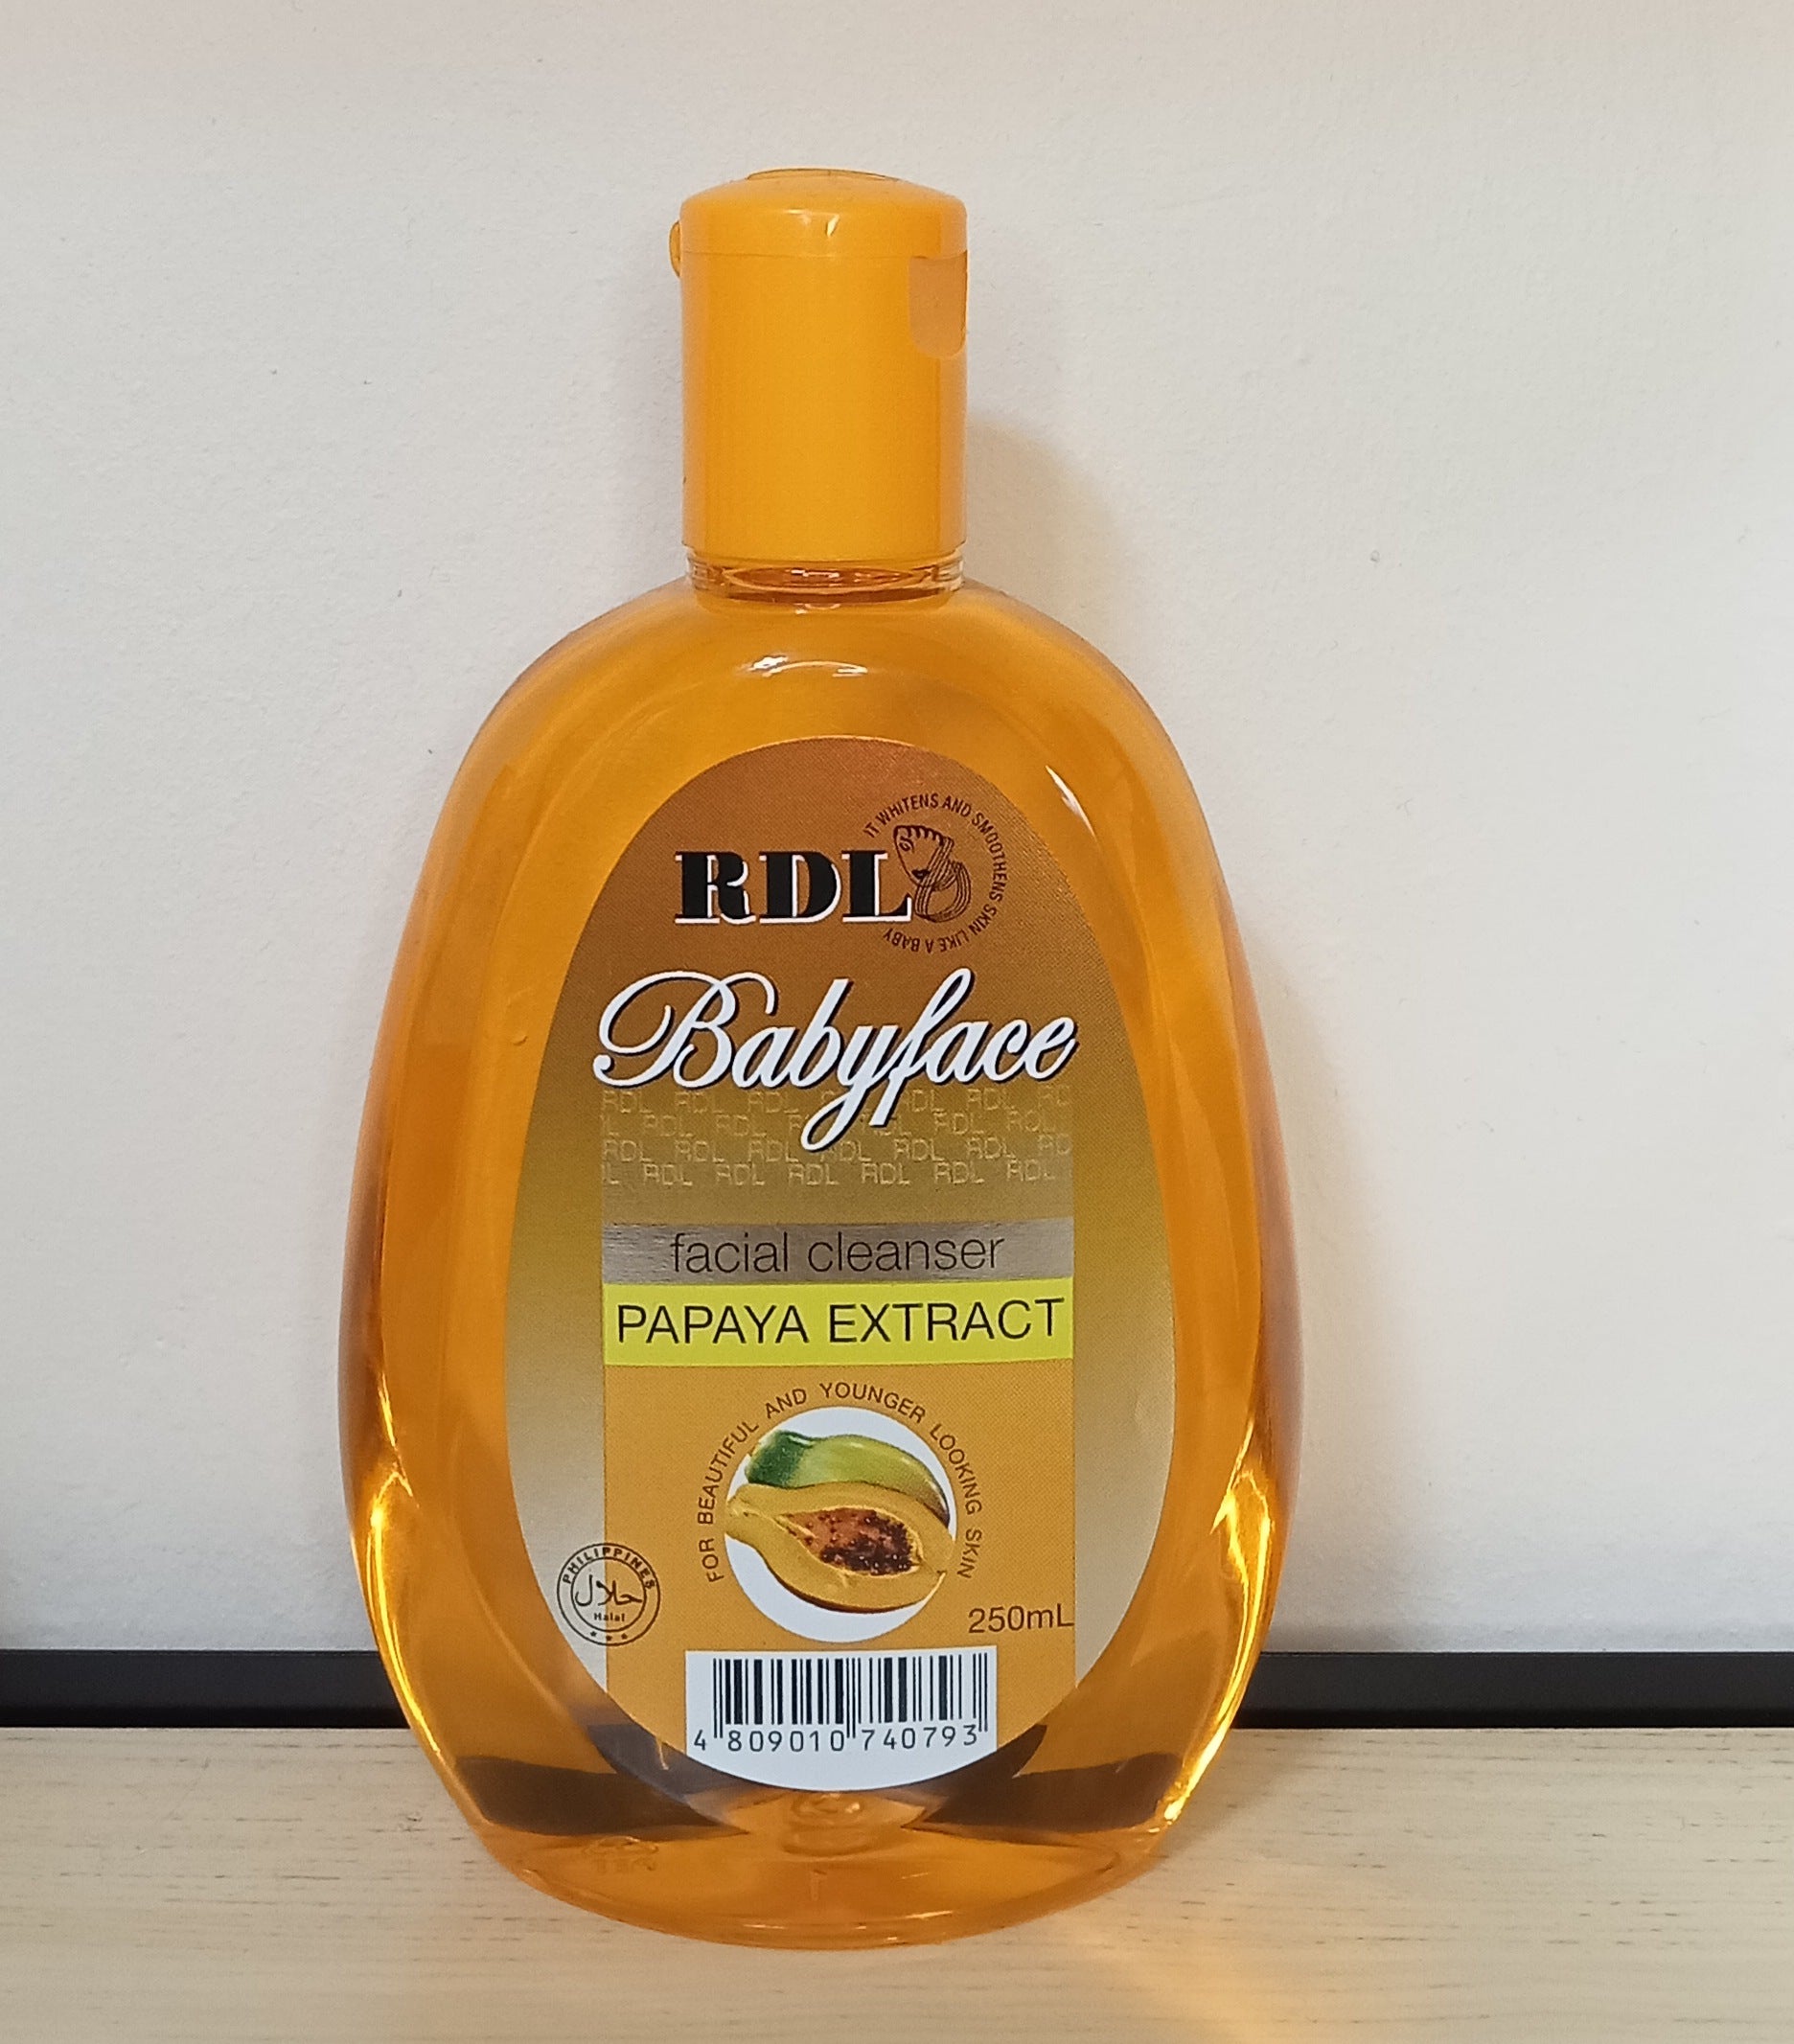 RDL
IT WHITENS AND SMOOTHENS SKIN LIKE A BABY
Babyface
RDL RDL RDL RDL RDL
RDL RDL RDL RDL RDL
RDL RDL RDL RDL RDL RDL
RDL RDL RDL RDL RDL RDL
facial cleanser
PAPAYA EXTRACT
FOR BEAUTIFUL AND YOUNGER LOOKING SKIN
PHILIPPINES
حلال
Halal
250mL
4 809010 740793